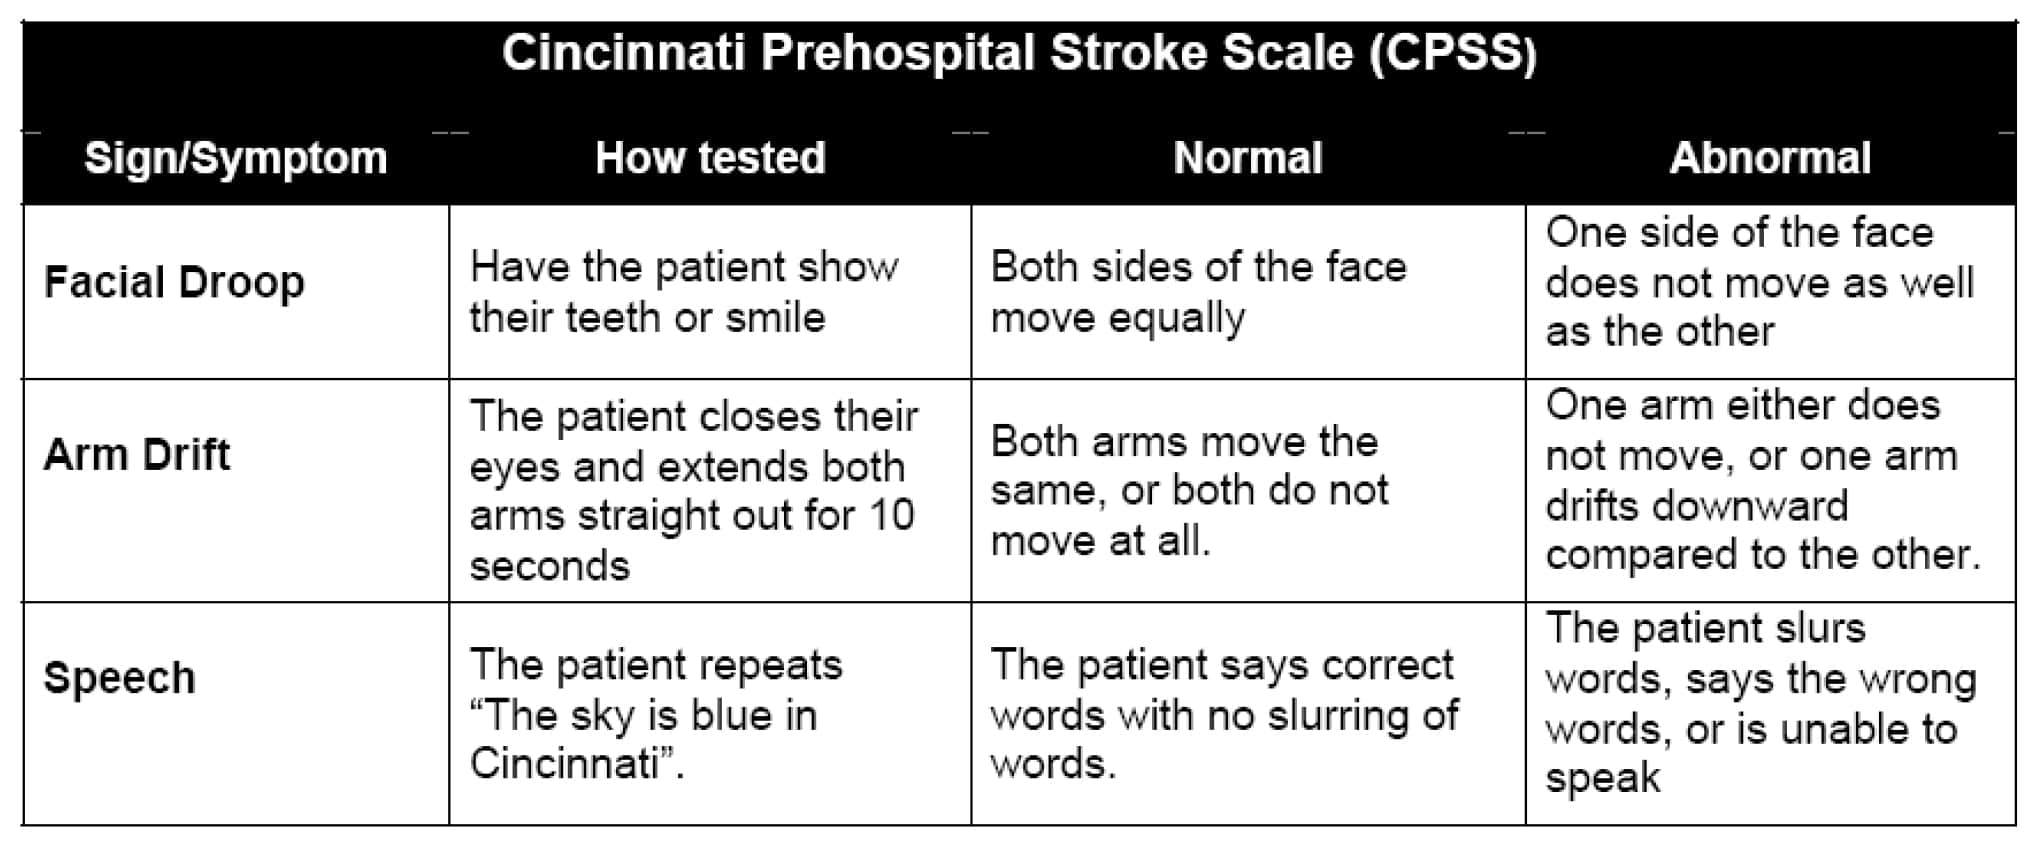 Cincinnati Prehospital Stroke Scale (CPSS)
Sign/Symptom
How tested
Normal
Abnormal
Facial Droop
Have the patient show
their teeth or smile
Both sides of the face
move equally
One side of the face
does not move as well
as the other
Arm Drift
The patient closes their
eyes and extends both
arms straight out for 10
seconds
Both arms move the
same, or both do not
move at all.
One arm either does
not move, or one arm
drifts downward
compared to the other.
Speech
The patient repeats
“The sky is blue in
Cincinnati”.
The patient says correct
words with no slurring of
words.
The patient slurs
words, says the wrong
words, or is unable to
speak